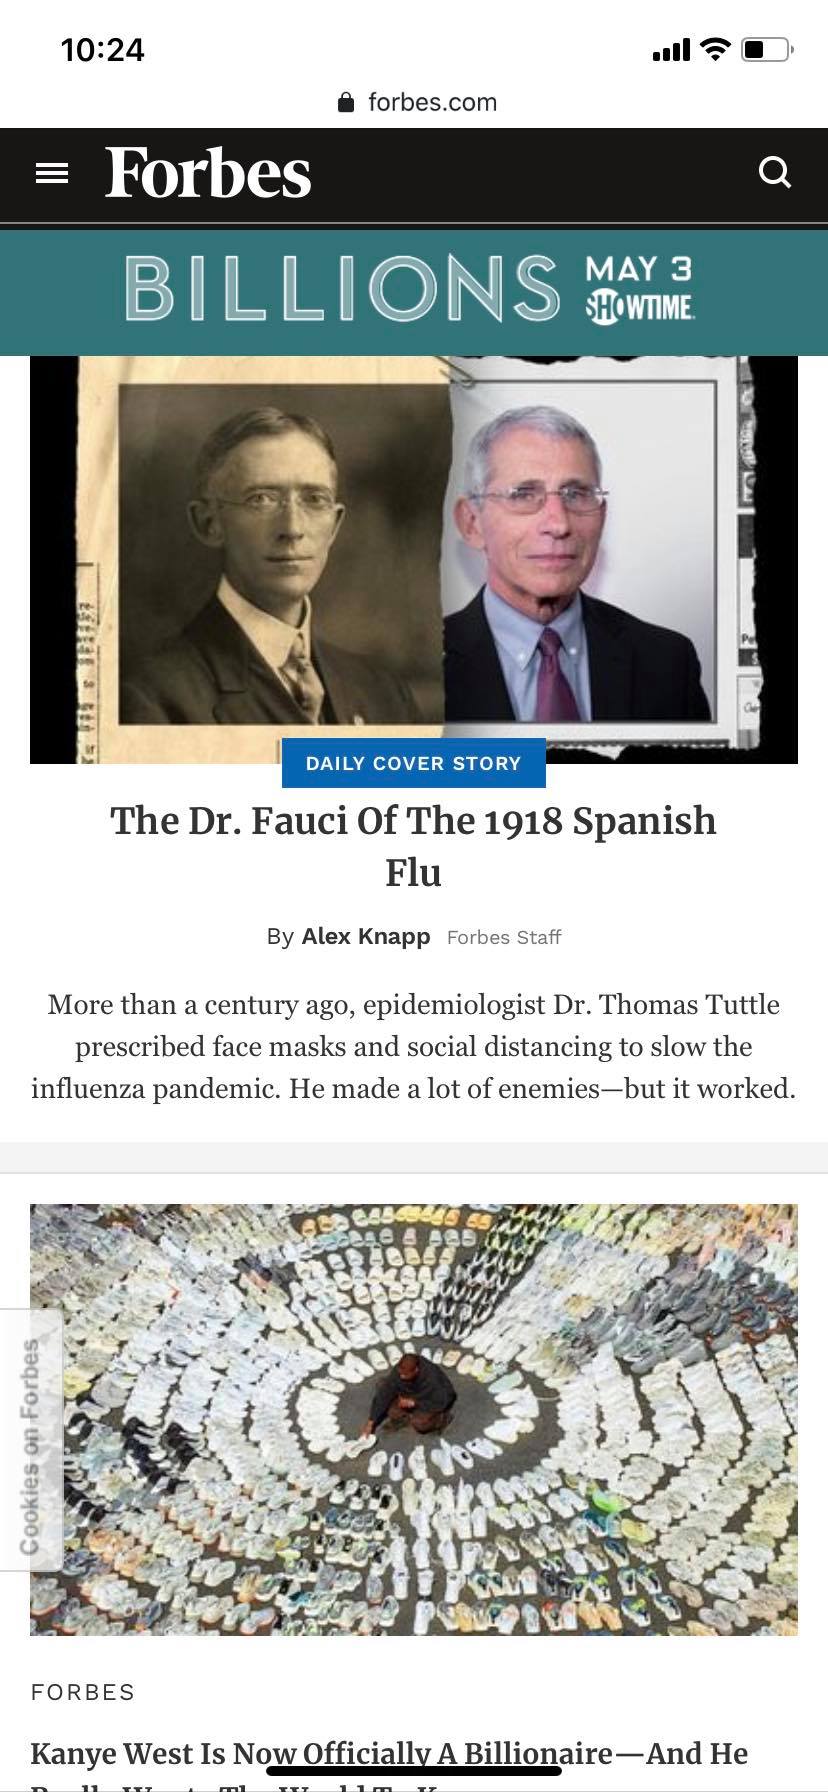 10:24
forbes.com
Forbes
BILLIONS
MAY 3
SHOWTIME
DAILY COVER STORY
The Dr. Fauci Of The 1918 Spanish
Flu
By Alex Knapp Forbes Staff
More than a century ago, epidemiologist Dr. Thomas Tuttle
prescribed face masks and social distancing to slow the
influenza pandemic. He made a lot of enemies—but it worked.
Cookies on Forbes
FORBES
Kanye West Is Now Officially A Billionaire—And He